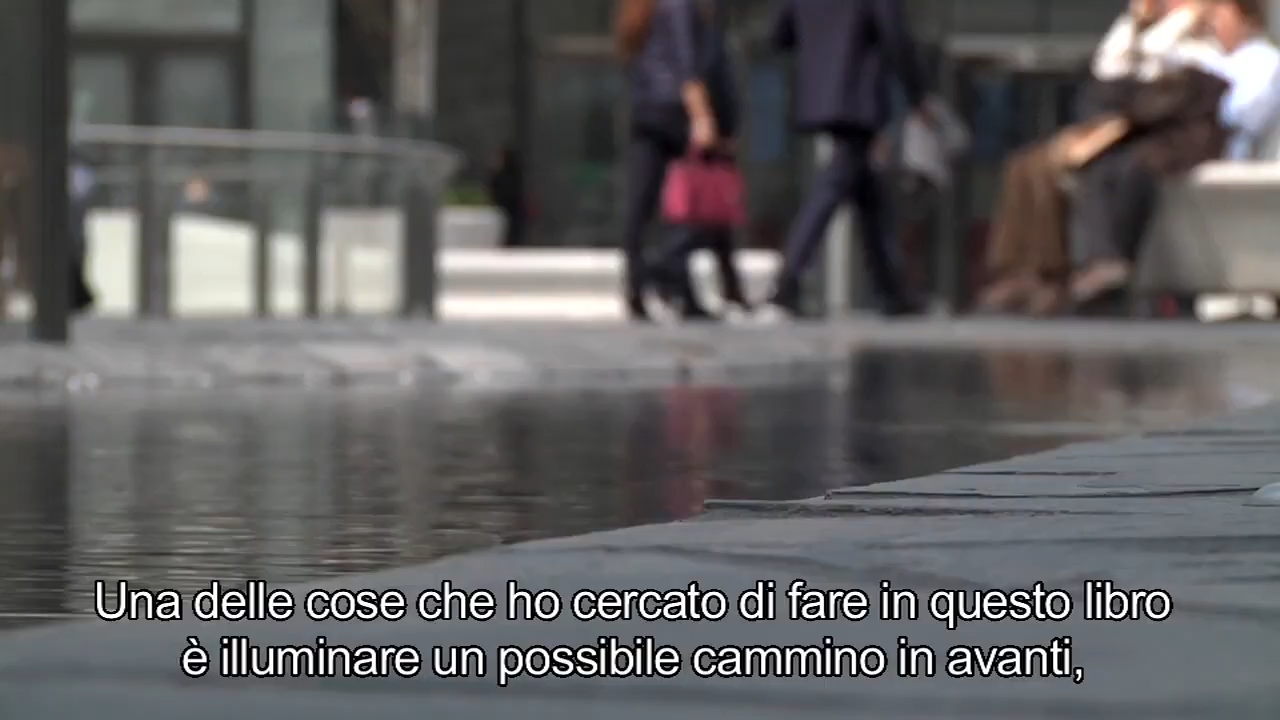 Una delle cose che ho cercato di fare in questo libro
è illuminare un possibile cammino in avanti,